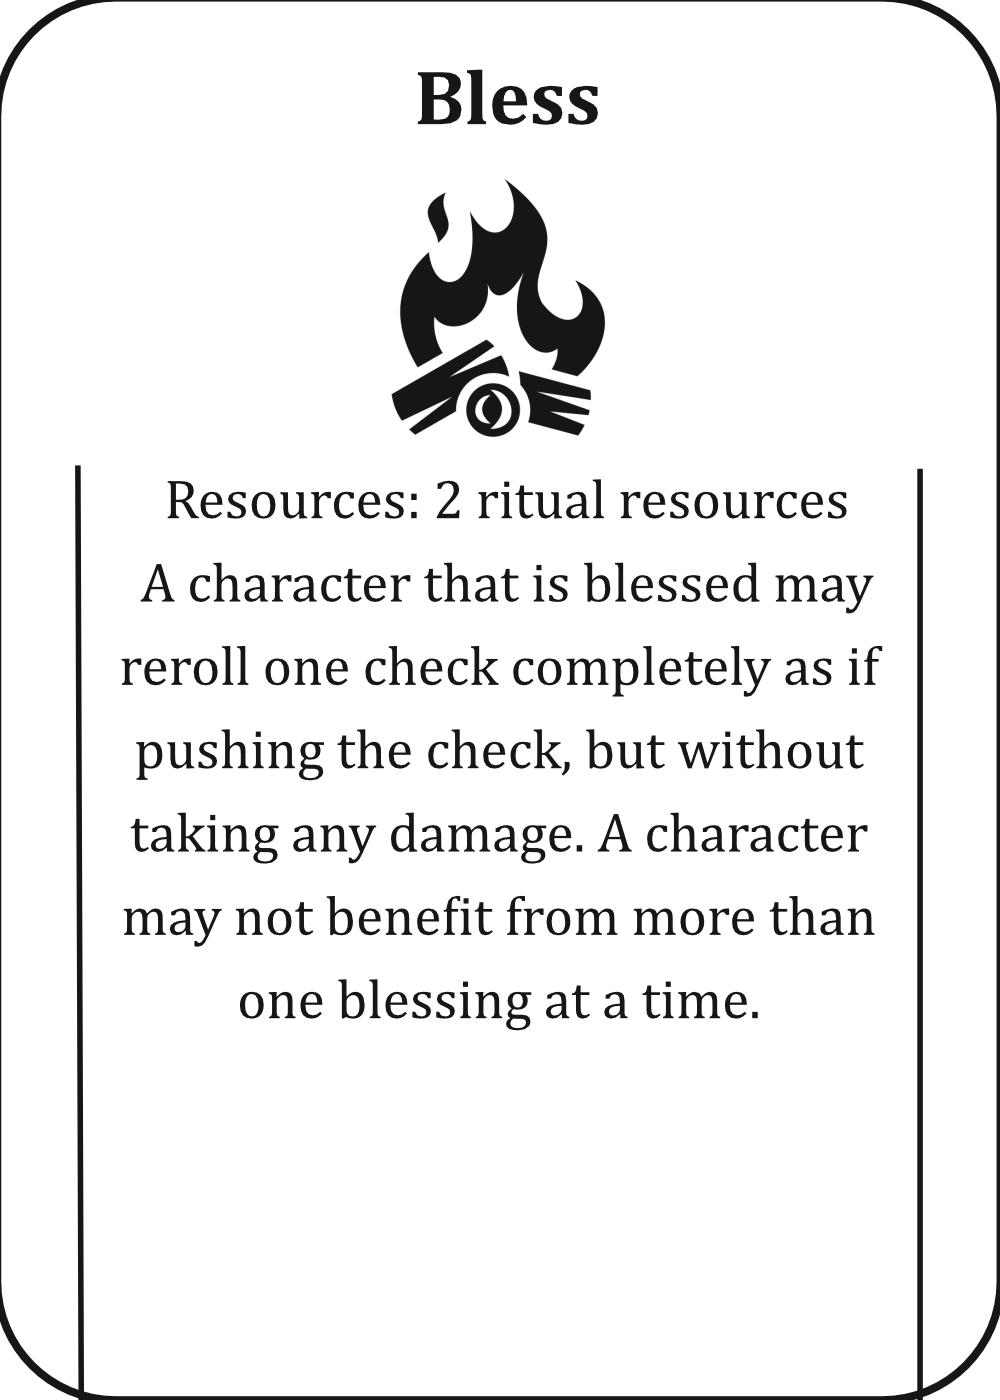 Bless
Resources: 2 ritual resources
A character that is blessed may
reroll one check completely as if
pushing the check, but without
taking any damage. A character
may not benefit from more than
one blessing at a time.